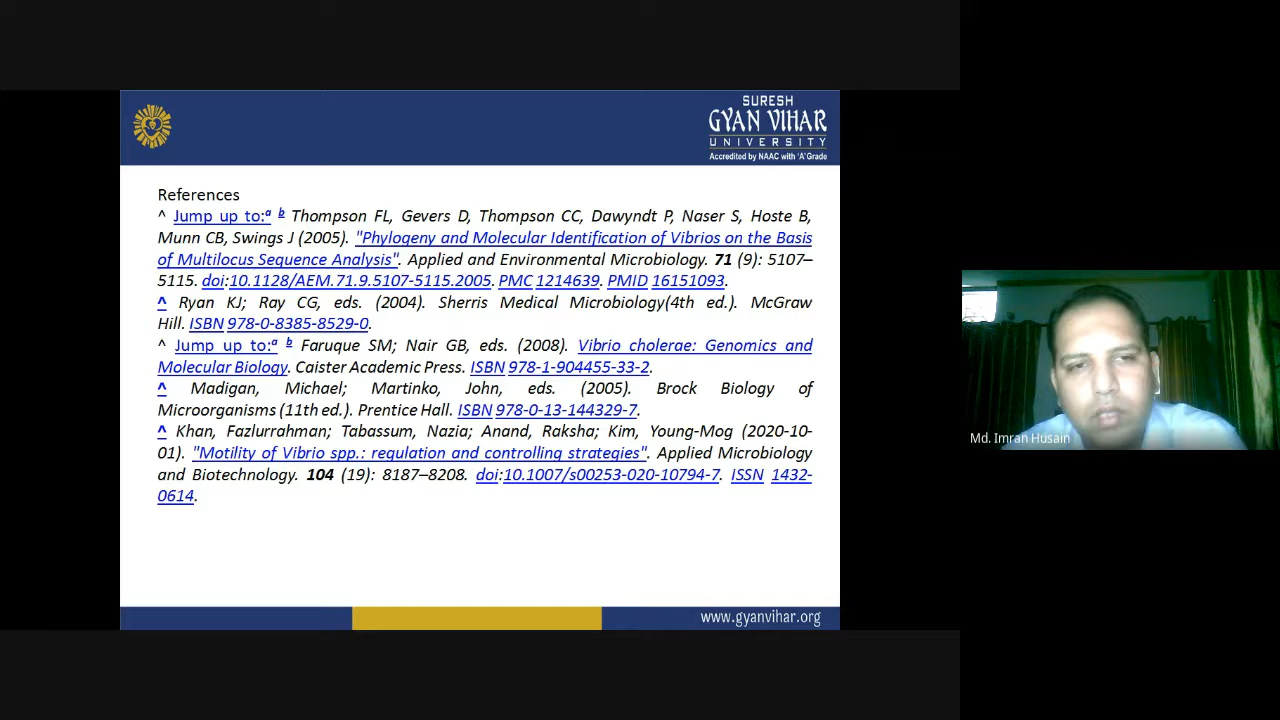 SURESH
GYAN VIHAR
UNIVERSITY
Accredited by NAAC with 'A' Grade
References
^ Jump up to:a b Thompson FL, Gevers D, Thompson CC, Dawyndt P, Naser S, Hoste B,
Munn CB, Swings J (2005). "Phylogeny and Molecular Identification of Vibrios on the Basis
of Multilocus Sequence Analysis". Applied and Environmental Microbiology. 71 (9): 5107–
5115. doi:10.1128/AEM.71.9.5107-5115.2005. PMC 1214639. PMID 16151093.
^ Ryan KJ; Ray CG, eds. (2004). Sherris Medical Microbiology(4th ed.). McGraw
Hill. ISBN 978-0-8385-8529-0.
^ Jump up to:a b Faruque SM; Nair GB, eds. (2008). Vibrio cholerae: Genomics and
Molecular Biology. Caister Academic Press. ISBN 978-1-904455-33-2.
^ Madigan, Michael; Martinko, John, eds. (2005). Brock Biology of
Microorganisms (11th ed.). Prentice Hall. ISBN 978-0-13-144329-7.
^ Khan, Fazlurrahman; Tabassum, Nazia; Anand, Raksha; Kim, Young-Mog (2020-10-
01). "Motility of Vibrio spp.: regulation and controlling strategies". Applied Microbiology
and Biotechnology. 104 (19): 8187–8208. doi:10.1007/s00253-020-10794-7. ISSN 1432-
0614.
www.gyanvihar.org
Md. Imran Husain